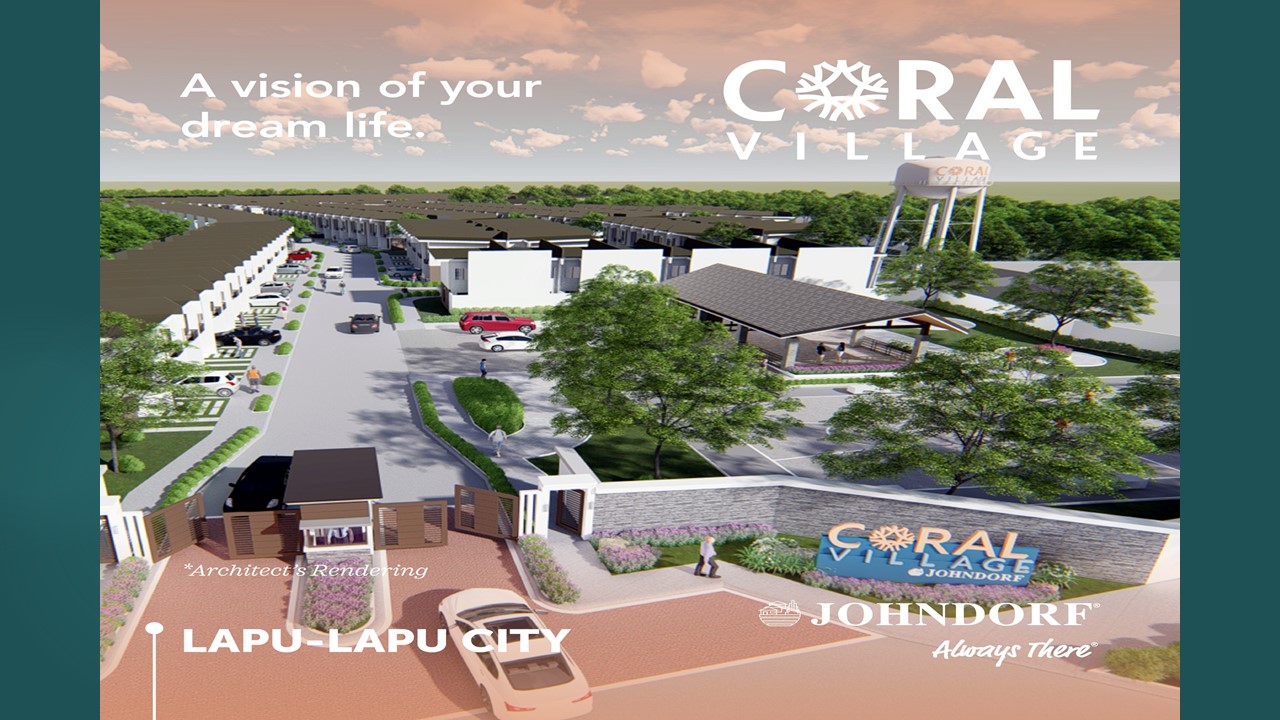 A vision of your
dream life.
CORAL
VILLAGE
CORAL
VILLAGE
CORAL
VILLAGE
JOHNDORF
*Architect's Rendering
JOHNDORF®
Always There®
LAPU-LAPU CITY